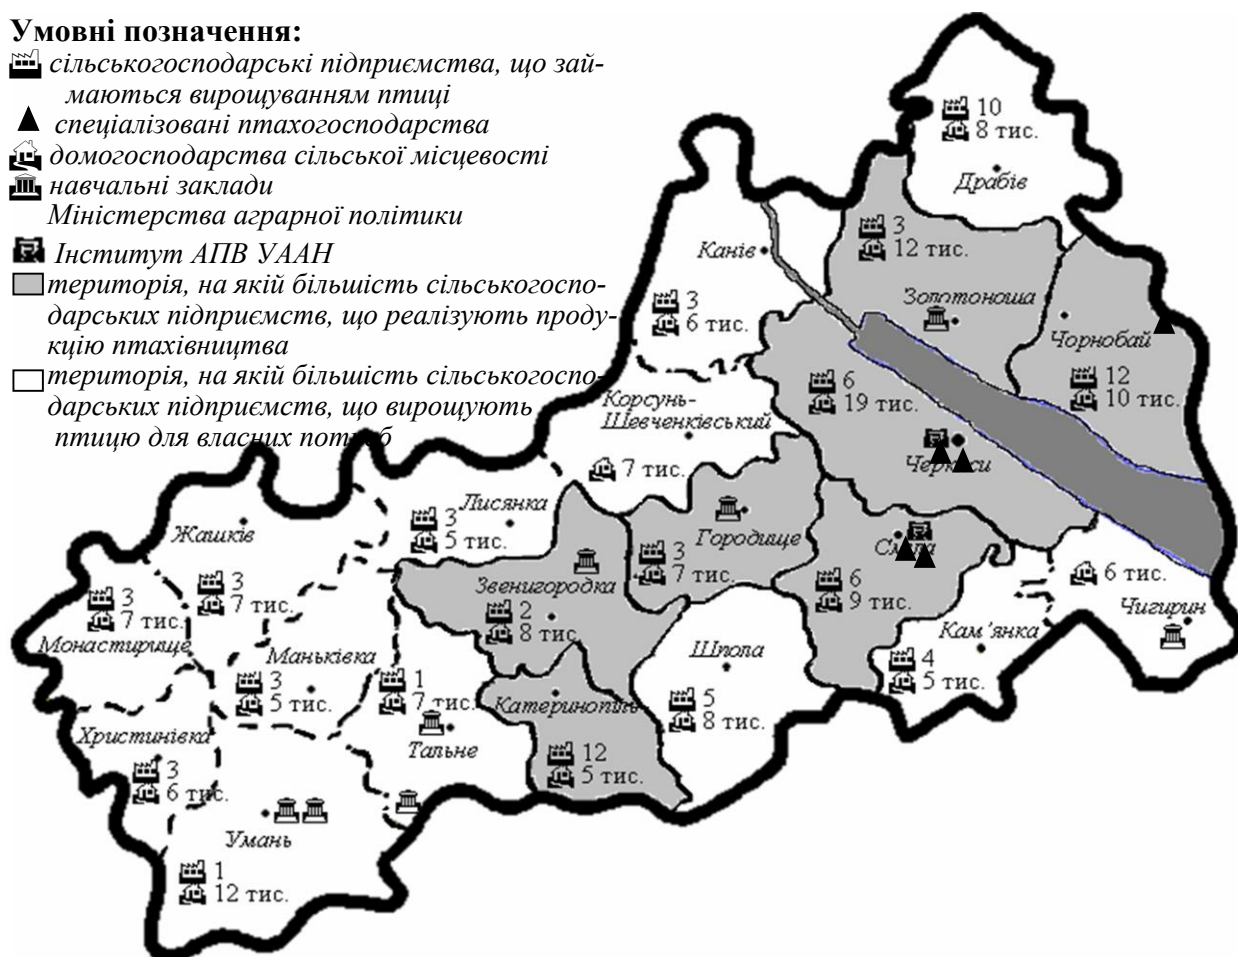 Умовні позначення:
сільськогосподарські підприємства, що зай-
маються вирощуванням птиці
спеціалізовані птахогосподарства
домогосподарства сільської місцевості
навчальні заклади
Міністерства аграрної політики
Інститут АПВ УААН
територія, на якій більшість сільськогоспо-
дарських підприємств, що реалізують проду-
кцію птахівництва
територія, на якій більшість сільськогоспо-
дарських підприємств, що вирощують
птицю для власних потреб
10
8 тис.
Драбів
3
12 тис.
Золотоноша
Канів
3
6 тис.
Чорнобай
12
10 тис.
6
19 тис.
Черкаси
Корсунь-
Шевченківський
7 тис.
Лисянка
3
5 тис.
Городище
3
7 тис.
Сміла
6
9 тис.
6 тис.
Чигирин
Кам’янка
4
5 тис.
Жашків
3
7 тис.
3
7 тис.
Монастирище
Звенигородка
2
8 тис.
Шпола
5
8 тис.
Маньківка
3
5 тис.
1
7 тис.
Тальне
Катеринопіль
12
5 тис.
Христинівка
3
6 тис.
Умань
1
12 тис.